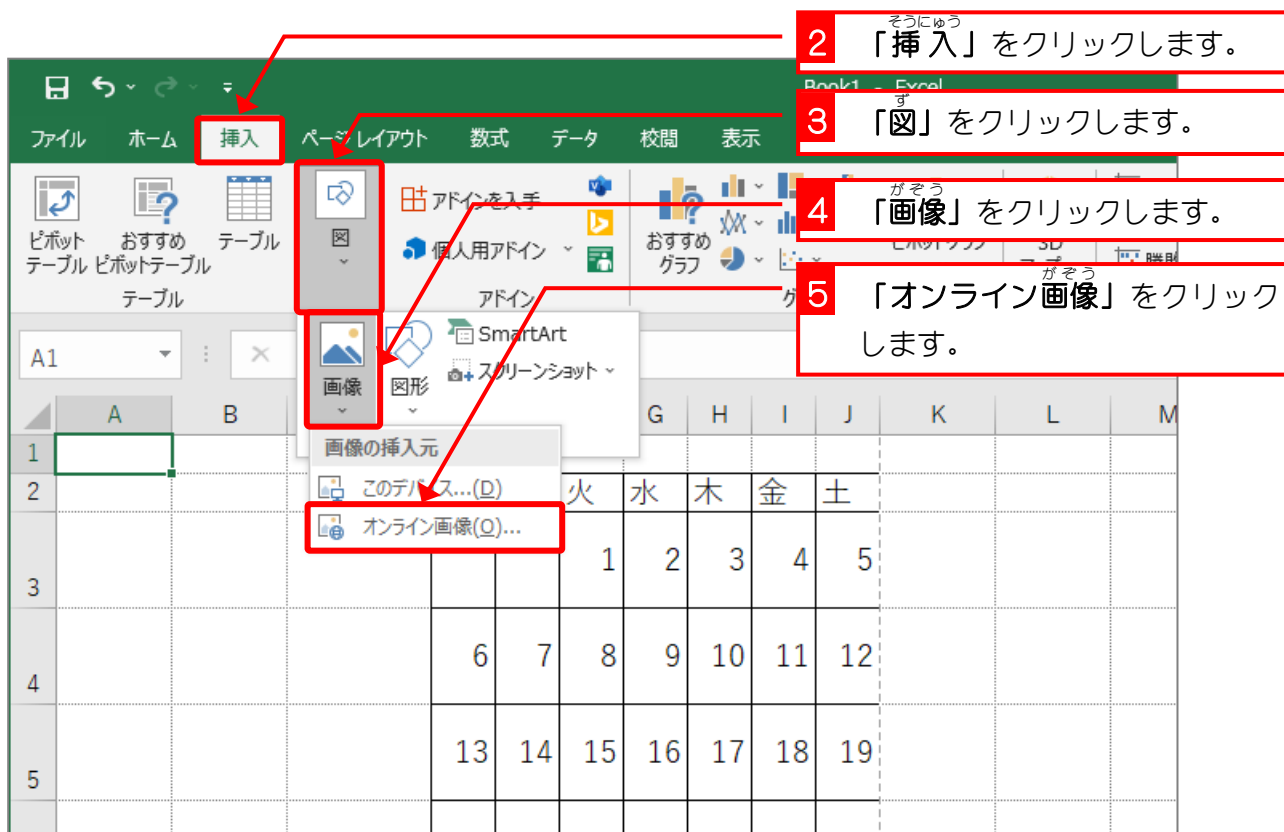 そうにゅう
2 「挿入」をクリックします。
Book1 - Excel
ず
3 「図」をクリックします。
ファイル ホーム 挿入 ページ レイアウト 数式 データ 校閲 表示
がぞう
4 「画像」をクリックします。
ピボット
テーブル
おすすめ
ピボットテーブル
テーブル
図
アドインを入手
個人用アドイン
おすすめ
グラフ
ピボットグラフ
3D
テーブル
アドイン
がぞう
5 「オンライン画像」をクリック
します。
A1
画像
図形
SmartArt
スクリーンショット
A B G H I J K L M
画像の挿入元
このデバイス...(D)
オンライン画像(O)...
1
2 火 水 木 金 土
3 1 2 3 4 5
4 6 7 8 9 10 11 12
5 13 14 15 16 17 18 19